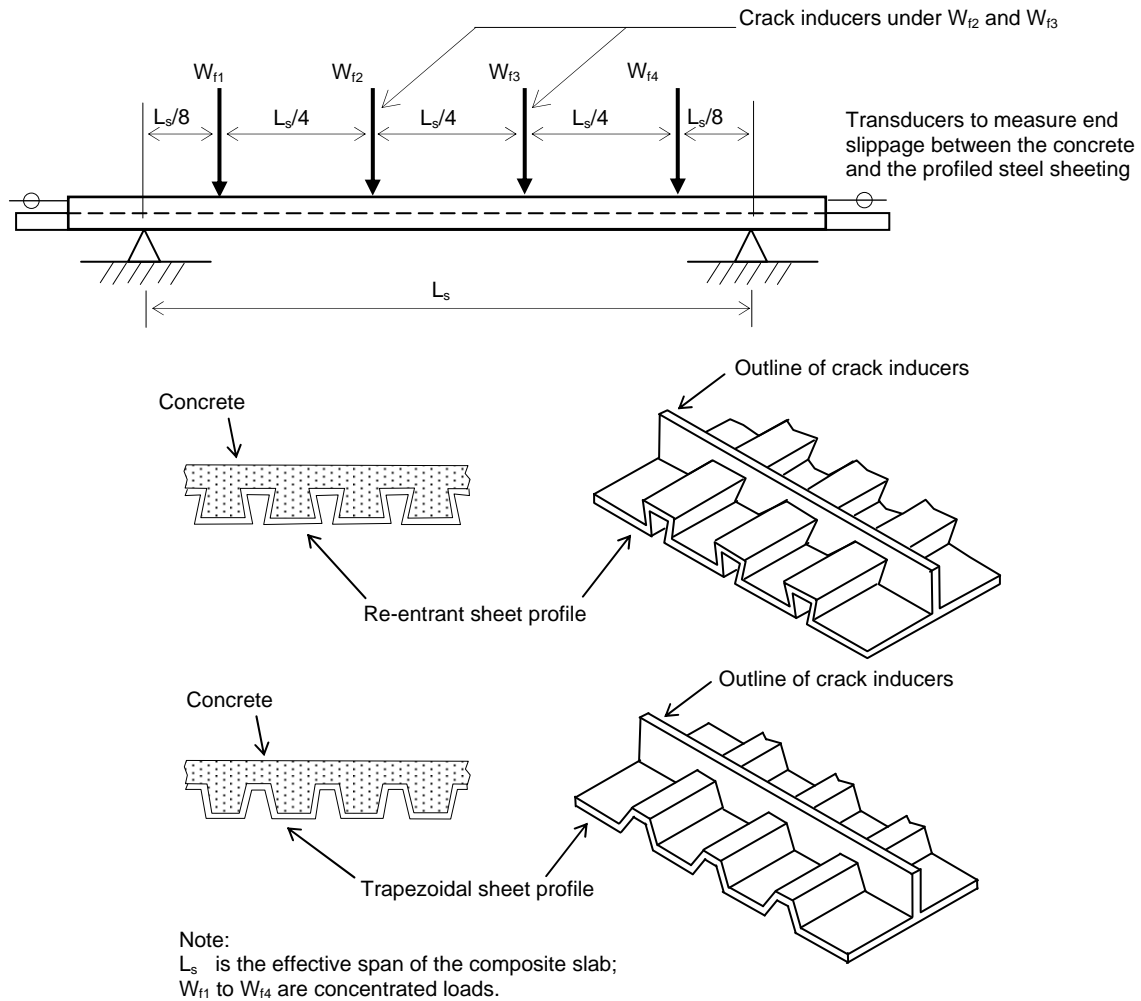 Crack inducers under Wf2 and Wf3
Wf1
Wf2
Wf3
Wf4
Ls/8
Ls/4
Ls/4
Ls/4
Ls/8
Transducers to measure end
slippage between the concrete
and the profiled steel sheeting
Ls
Outline of crack inducers
Concrete
Re-entrant sheet profile
Outline of crack inducers
Concrete
Trapezoidal sheet profile
Note:
Ls is the effective span of the composite slab;
Wf1 to Wf4 are concentrated loads.